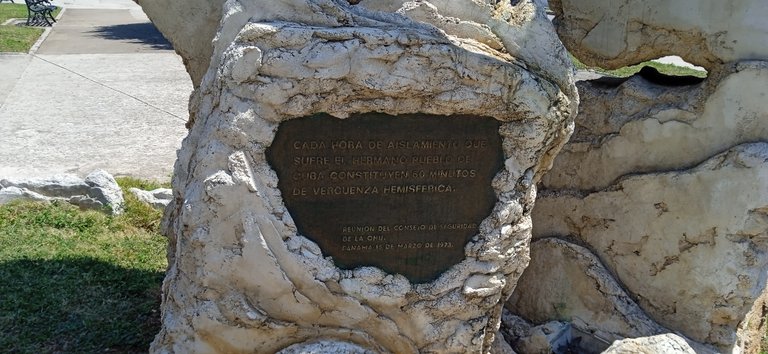 CADA HORA DE AISLAMIENTO QUE
SUFRE EL HERMANO PUEBLO DE
CUBA CONSTITUYEN 60 MINUTOS
DE VERGUENZA HEMISFERICA.
REUNION DEL CONSEJO DE SEGURIDAD
DE LA ONU.
PANAMA 15 DE MARZO DE 1973.